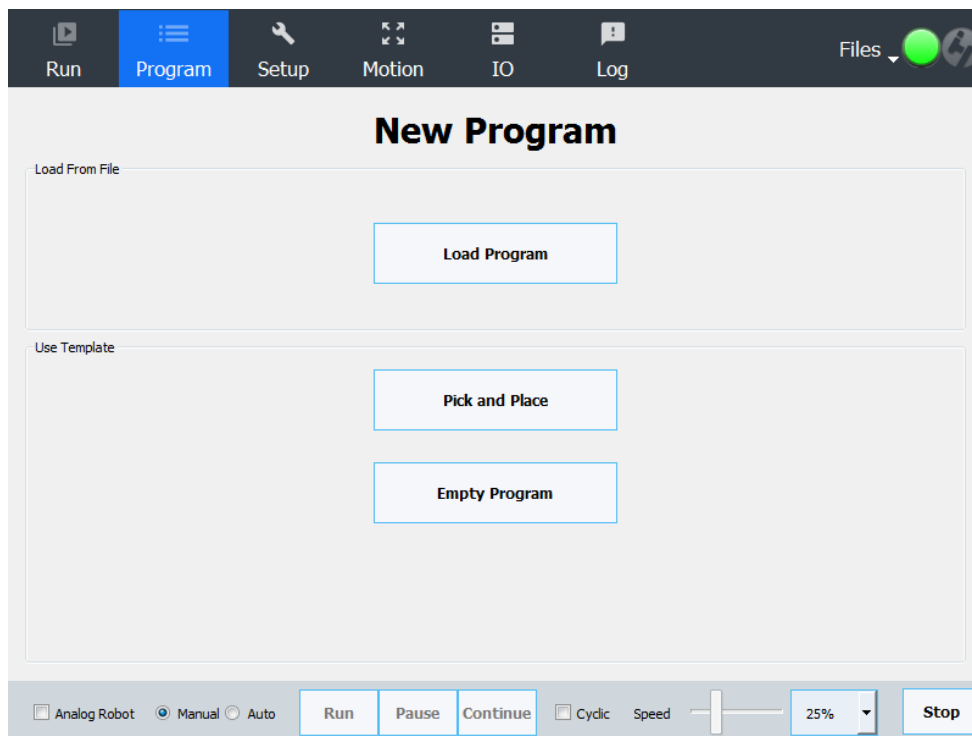 Run Program Setup Motion IO Log Files
New Program
Load From File
Load Program
Use Template
Pick and Place
Empty Program
Analog Robot Manual Auto Run Pause Continue Cyclic Speed 25% Stop